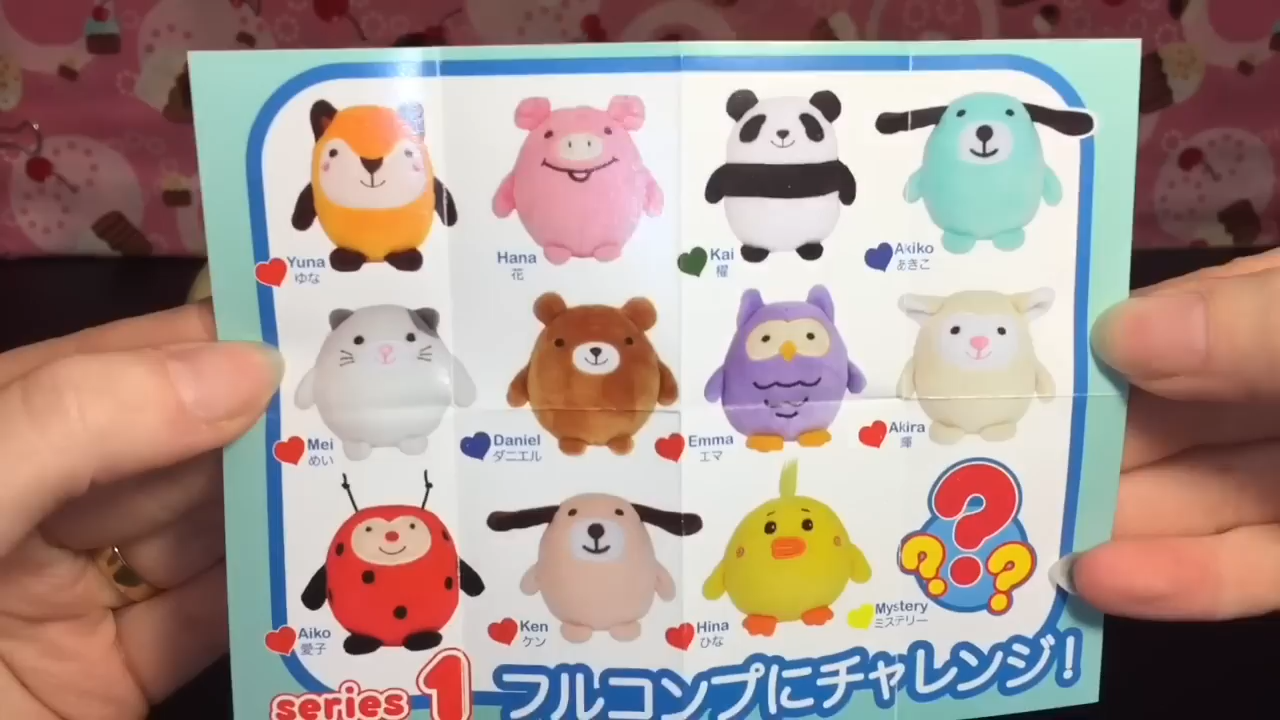 Yuna
ゆな
Hana
花
Kai
櫂
Akiko
あきこ
Mei
めい
Daniel
ダニエル
Emma
エマ
Akira
輝
Aiko
愛子
Ken
ケン
Hina
ひな
Mystery
ミステリー
series 1
フルコンプにチャレンジ!